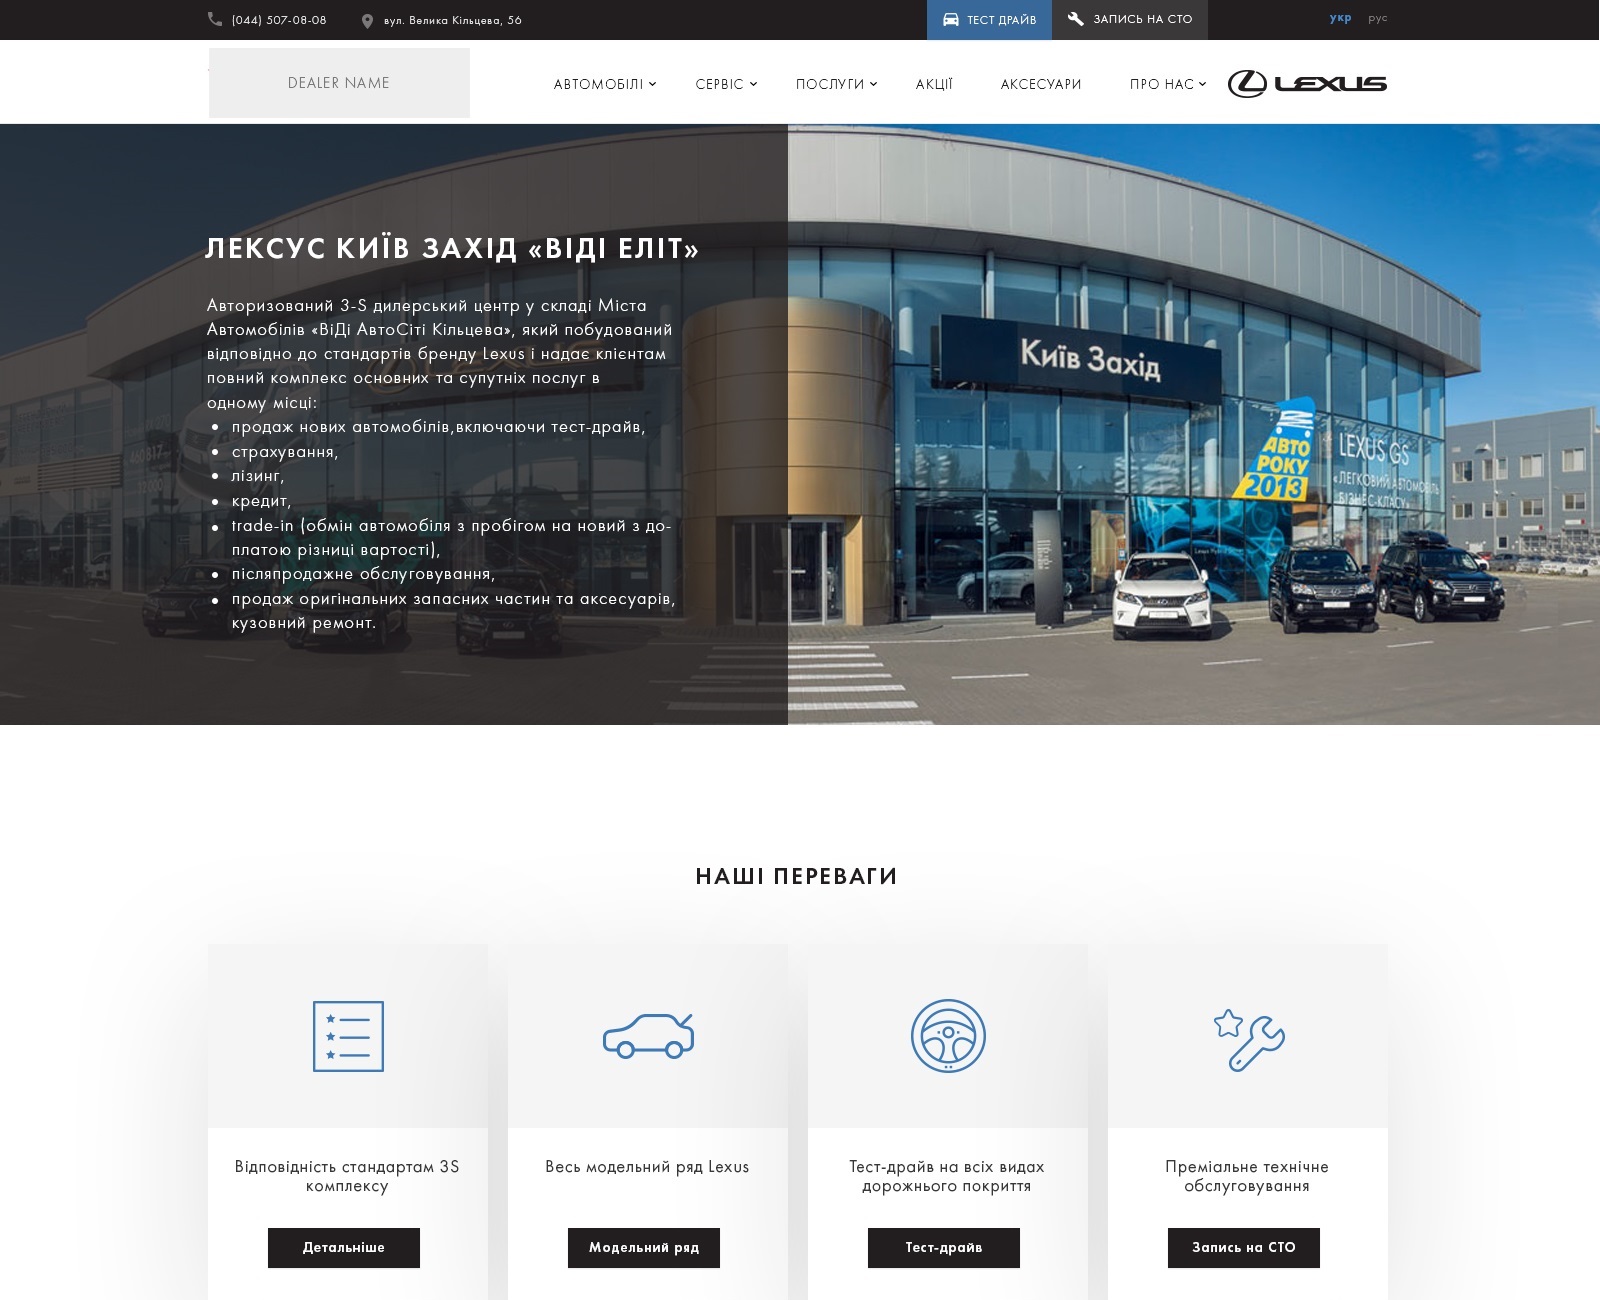 (044) 507-08-08
вул. Велика Кільцева, 56
ТЕСТ ДРАЙВ
ЗАПИСЬ НА СТО
укр
рус
DEALER NAME
АВТОМОБІЛІ
СЕРВІС
ПОСЛУГИ
АКЦІЇ
АКСЕСУАРИ
ПРО НАС
LEXUS
ЛЕКСУС КИЇВ ЗАХІД «ВІДІ ЕЛІТ»
Авторизований 3-S дилерський центр у складі Міста
Автомобілів «ВіДі АвтоСіті Кільцева», який побудований
відповідно до стандартів бренду Lexus і надає клієнтам
повний комплекс основних та супутніх послуг в
одному місці:
• продаж нових автомобілів,включаючи тест-драйв,
• страхування,
• лізинг,
• кредит,
• trade-in (обмін автомобіля з пробігом на новий з до-
платою різниці вартості),
• післяпродажне обслуговування,
• продаж оригінальних запасних частин та аксесуарів,
кузовний ремонт.
LEXUS
Київ Захід
АВТО
РОКУ
2013
LEXUS GS
«ЛЕГКОВИЙ АВТОМОБІЛЬ
БІЗНЕС-КЛАСУ»
НАШІ ПЕРЕВАГИ
Відповідність стандартам 3S
комплексу
Детальніше
Весь модельний ряд Lexus
Модельний ряд
Тест-драйв на всіх видах
дорожнього покриття
Тест-драйв
Преміальне технічне
обслуговування
Запись на СТО